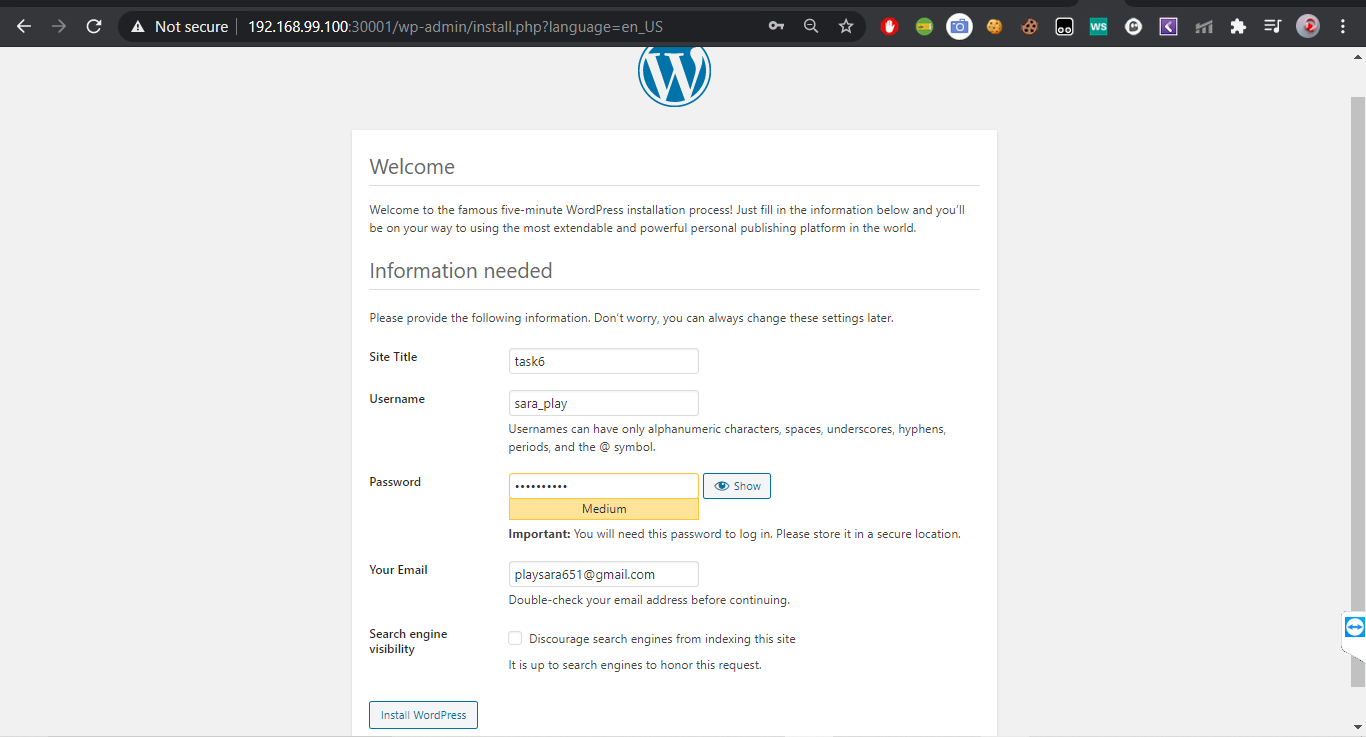 Not secure 192.168.99.100:30001/wp-admin/install.php?language=en_US
WS
Welcome
Welcome to the famous five-minute WordPress installation process! Just fill in the information below and you’ll
be on your way to using the most extendable and powerful personal publishing platform in the world.
Information needed
Please provide the following information. Don’t worry, you can always change these settings later.
Site Title
task6
Username
sara_play
Usernames can have only alphanumeric characters, spaces, underscores, hyphens,
periods, and the @ symbol.
Password
••••••••••
Show
Medium
Important: You will need this password to log in. Please store it in a secure location.
Your Email
playsara651@gmail.com
Double-check your email address before continuing.
Search engine
visibility
Discourage search engines from indexing this site
It is up to search engines to honor this request.
Install WordPress